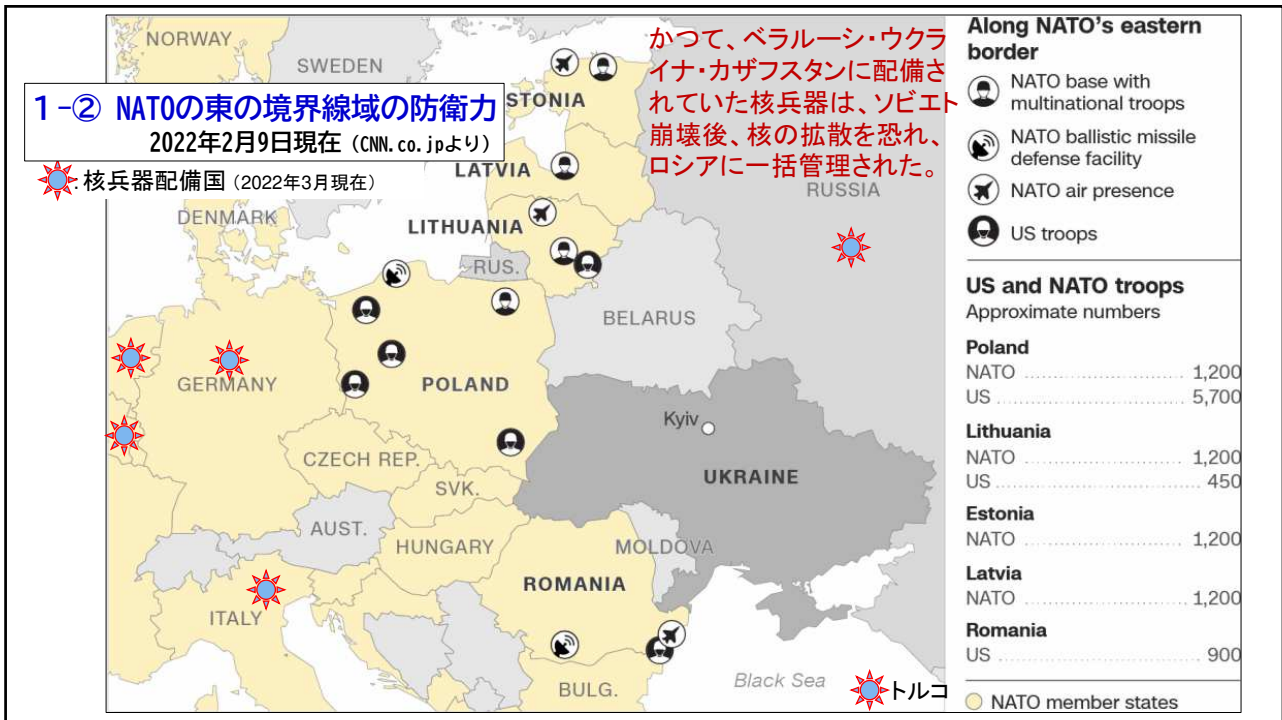 NORWAY
SWEDEN
かつて、ベラルーシ・ウクラ
イナ・カザフスタンに配備さ
れていた核兵器は、ソビエト
崩壊後、核の拡散を恐れ、
ロシアに一括管理された。
1-② NATOの東の境界線域の防衛力
2022年2月9日現在 (CNN.co.jpより)
:核兵器配備国 (2022年3月現在)
STONIA
LATVIA
RUSSIA
DENMARK
LITHUANIA
RUS.
BELARUS
GERMANY
POLAND
Kyiv
CZECH REP.
UKRAINE
SVK.
AUST.
HUNGARY
MOLDOVA
ROMANIA
ITALY
Black Sea
BULG.
トルコ
Along NATO's eastern
border
NATO base with
multinational troops
NATO ballistic missile
defense facility
NATO air presence
US troops
US and NATO troops
Approximate numbers
Poland
NATO 1,200
US 5,700
Lithuania
NATO 1,200
US 450
Estonia
NATO 1,200
Latvia
NATO 1,200
Romania
US 900
NATO member states